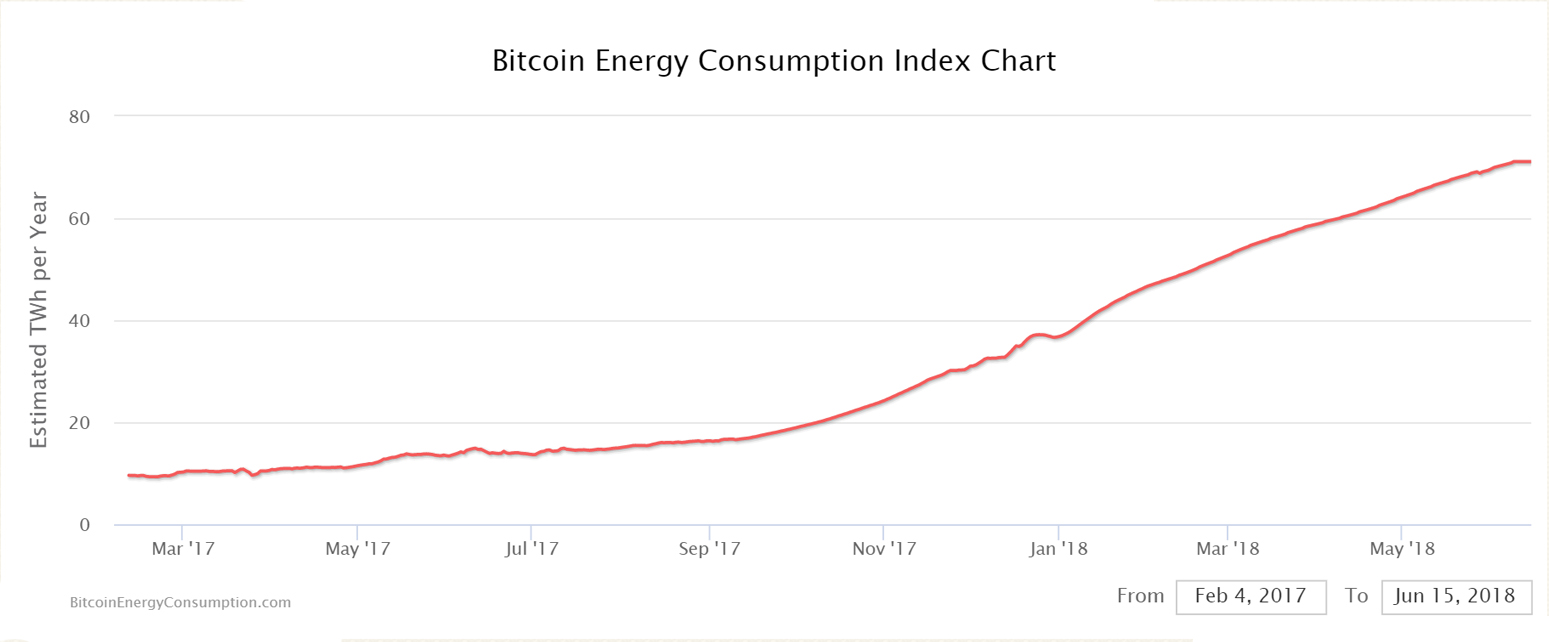 Bitcoin Energy Consumption Index Chart
Estimated TWh per Year
80
60
40
20
0
Mar '17 May '17 Jul '17 Sep '17 Nov '17 Jan '18 Mar '18 May '18
From Feb 4, 2017 To Jun 15, 2018
BitcoinEnergyConsumption.com